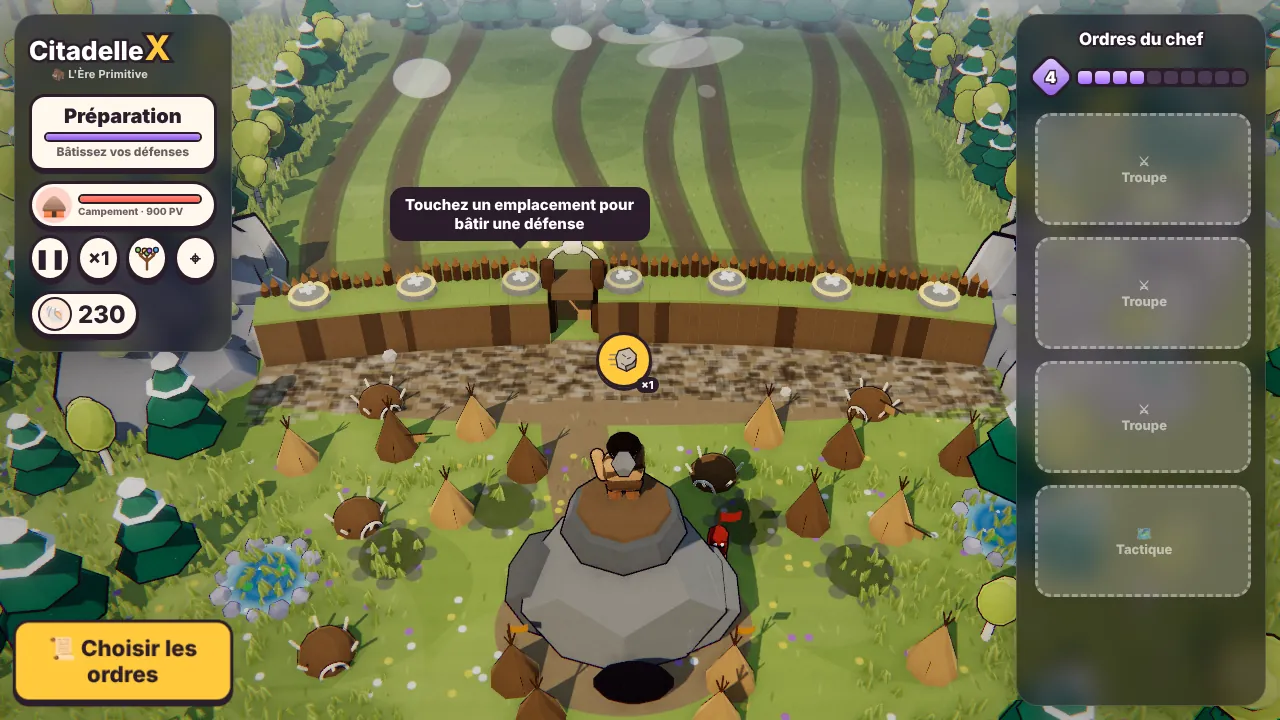 CitadelleX
L'Ère Primitive
Préparation
Bâtissez vos défenses
Campement · 900 PV
×1
230
Choisir les
ordres
Touchez un emplacement pour
bâtir une défense
×1
Ordres du chef
4
Troupe
Troupe
Troupe
Tactique